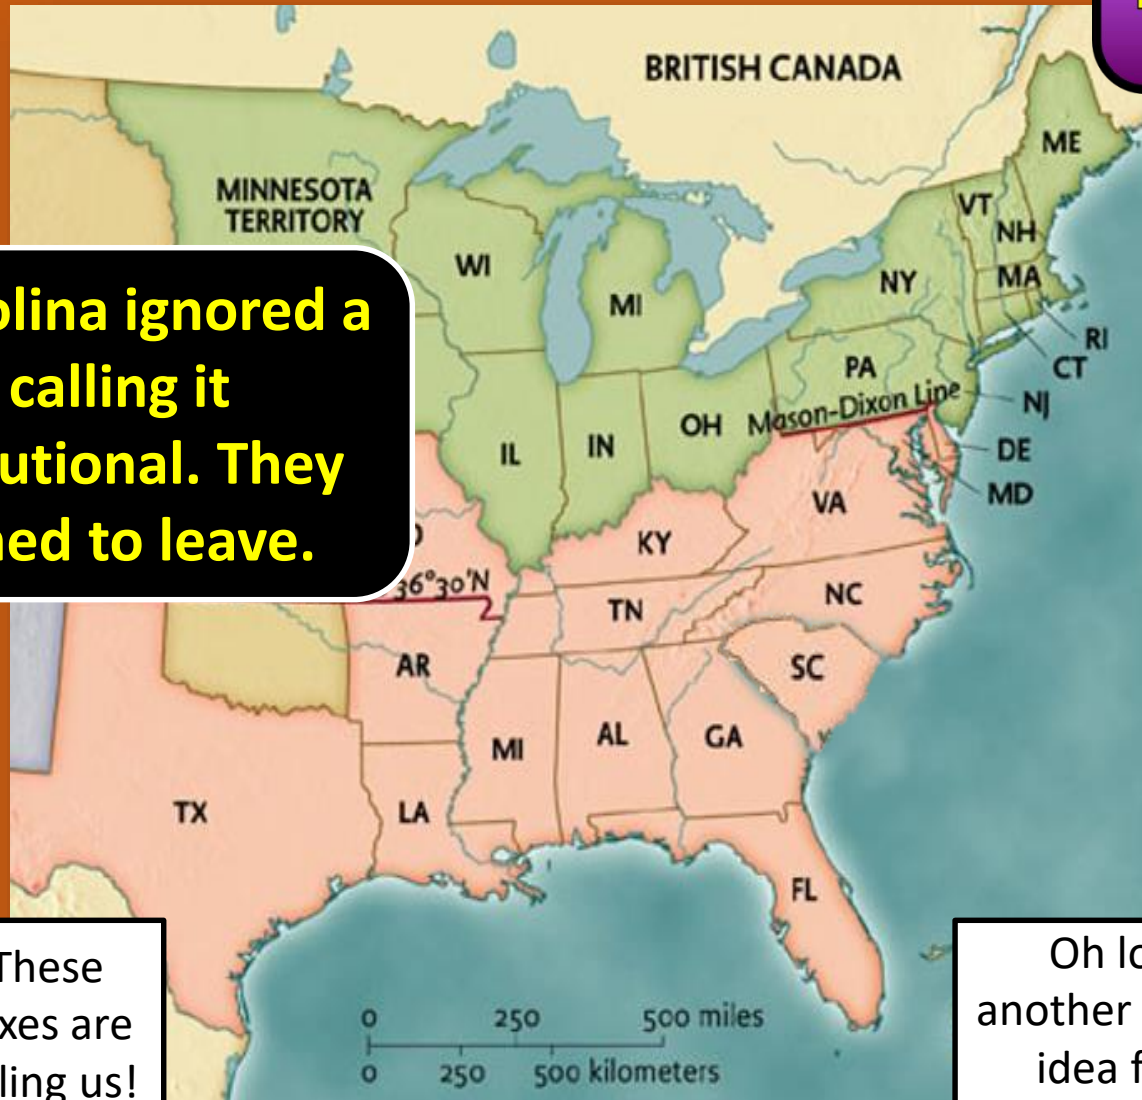 BRITISH CANADA
ME
MINNESOTA
TERRITORY
VT
NH
WI
MA
NY
MI
RI
CT
PA
NJ
Mason-Dixon Line
OH
IN
IL
DE
MD
VA
KY
olina ignored a
calling it
utional. They
ned to leave.
36°30'N
NC
TN
AR
SC
MI
AL
GA
TX
LA
FL
These
xes are
ling us!
Oh lo
another
idea f
0 250 500 miles
0 250 500 kilometers